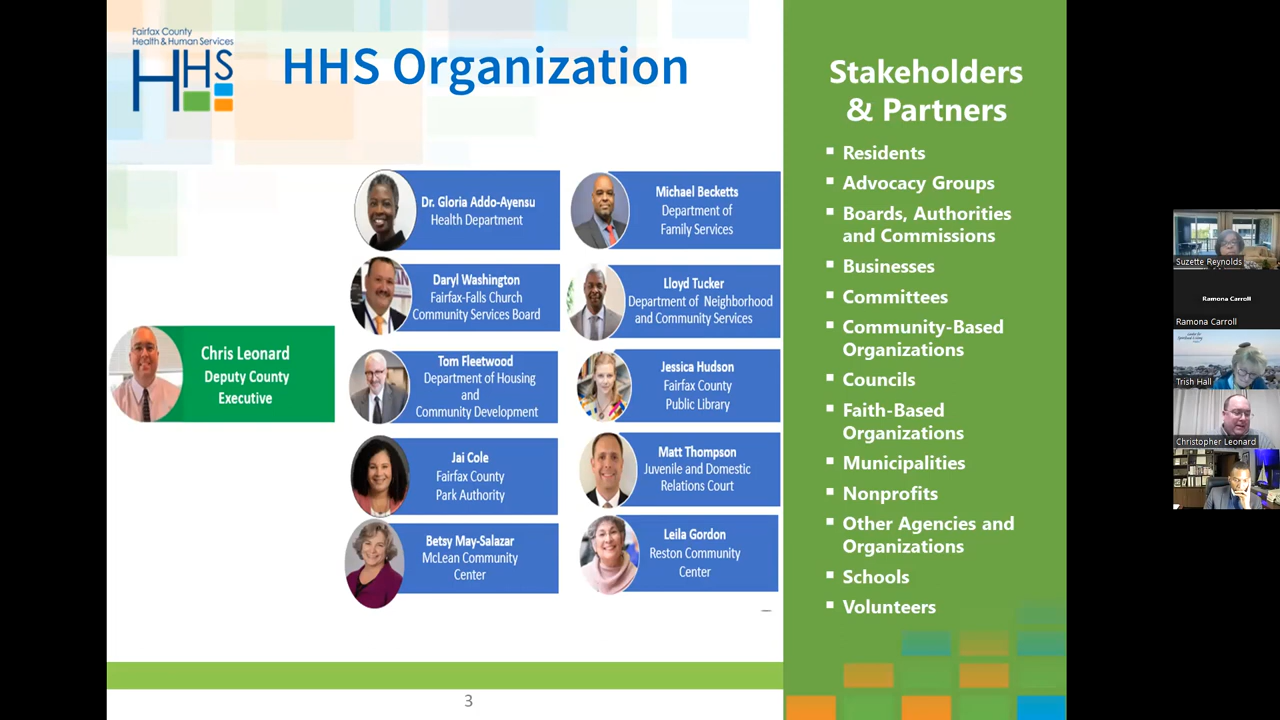 Fairfax County
Health & Human Services
HHS
HHS Organization
Chris Leonard
Deputy County
Executive
Dr. Gloria Addo-Ayensu
Health Department
Michael Becketts
Department of
Family Services
Daryl Washington
Fairfax-Falls Church
Community Services Board
Lloyd Tucker
Department of Neighborhood
and Community Services
Tom Fleetwood
Department of Housing
and
Community Development
Jessica Hudson
Fairfax County
Public Library
Jai Cole
Fairfax County
Park Authority
Matt Thompson
Juvenile and Domestic
Relations Court
Betsy May-Salazar
McLean Community
Center
Leila Gordon
Reston Community
Center
3
Stakeholders
& Partners
▪ Residents
▪ Advocacy Groups
▪ Boards, Authorities
and Commissions
▪ Businesses
▪ Committees
▪ Community-Based
Organizations
▪ Councils
▪ Faith-Based
Organizations
▪ Municipalities
▪ Nonprofits
▪ Other Agencies and
Organizations
▪ Schools
▪ Volunteers
Suzette Reynolds
Ramona Carroll
Ramona Carroll
Trish Hall
Christopher Leonard